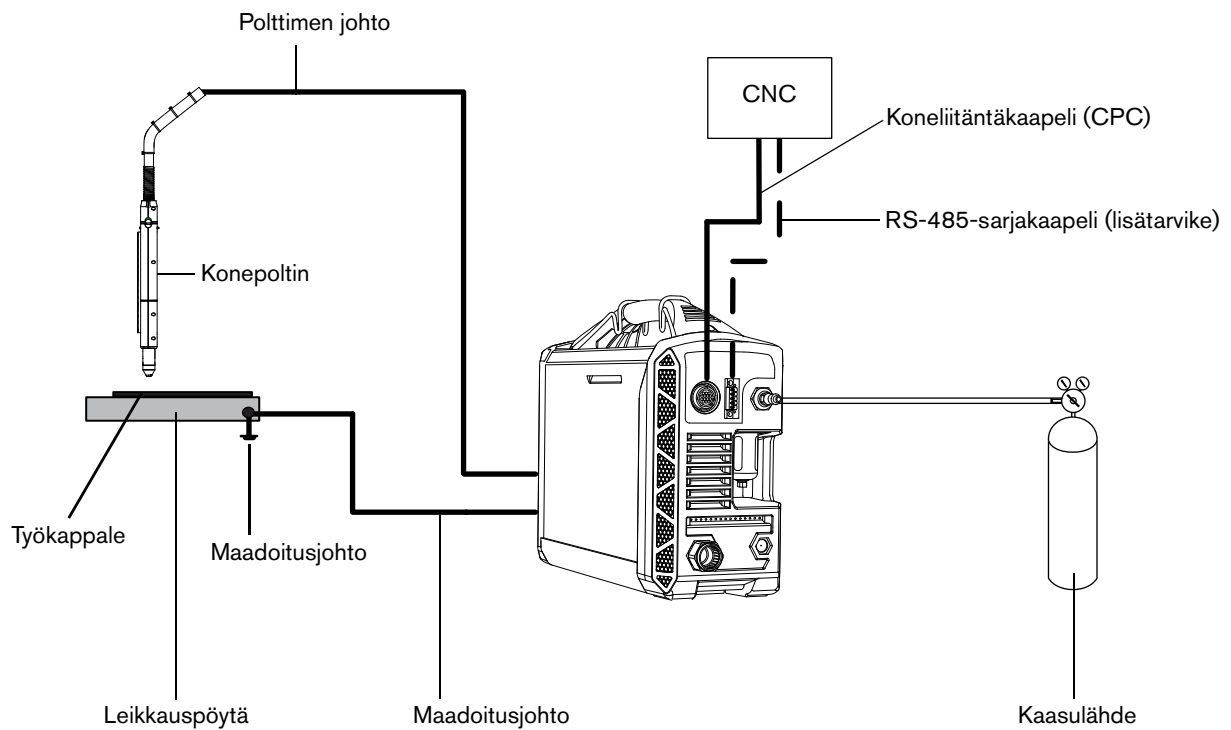 Polttimen johto
CNC
Koneliitäntäkaapeli (CPC)
RS-485-sarjakaapeli (lisätarvike)
Konepoltin
Työkappale
Maadoitusjohto
Leikkauspöytä
Maadoitusjohto
Kaasulähde